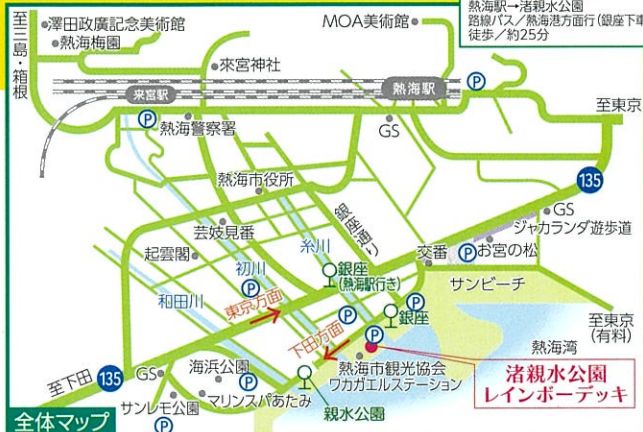 熱海駅→渚親水公園
路線バス/熱海港方面行(銀座下車
徒歩/約25分
至三島・箱根
澤田政廣記念美術館
熱海梅園
MOA美術館
來宮神社
来宮駅
熱海駅
P
至東京
P
熱海警察署
GS
135
熱海市役所
銀座通り
GS
ジャカランダ遊歩道
芸妓見番
糸川
起雲閣
初川
交番
P
お宮の松
銀座
(熱海駅行き)
サンビーチ
和田川
P
東京方面
P
銀座
至東京
(有料)
下田方面
P
P
熱海湾
熱海市観光協会
ワカガエルステーション
渚親水公園
レインボーデッキ
至下田
135
GS
海浜公園
P
サンレモ公園
マリンスパあたみ
親水公園
P
全体マップ